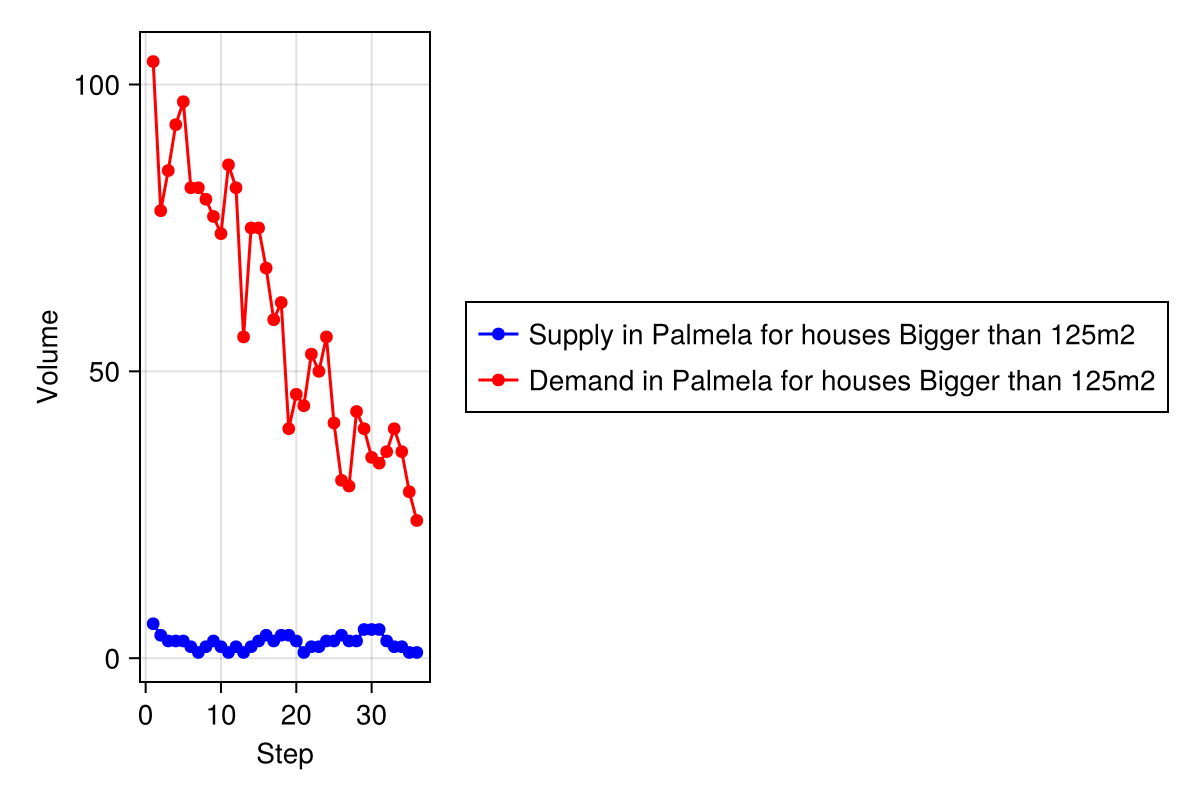 Volume
100
50
0
0 10 20 30
Step
Supply in Palmela for houses Bigger than 125m2
Demand in Palmela for houses Bigger than 125m2